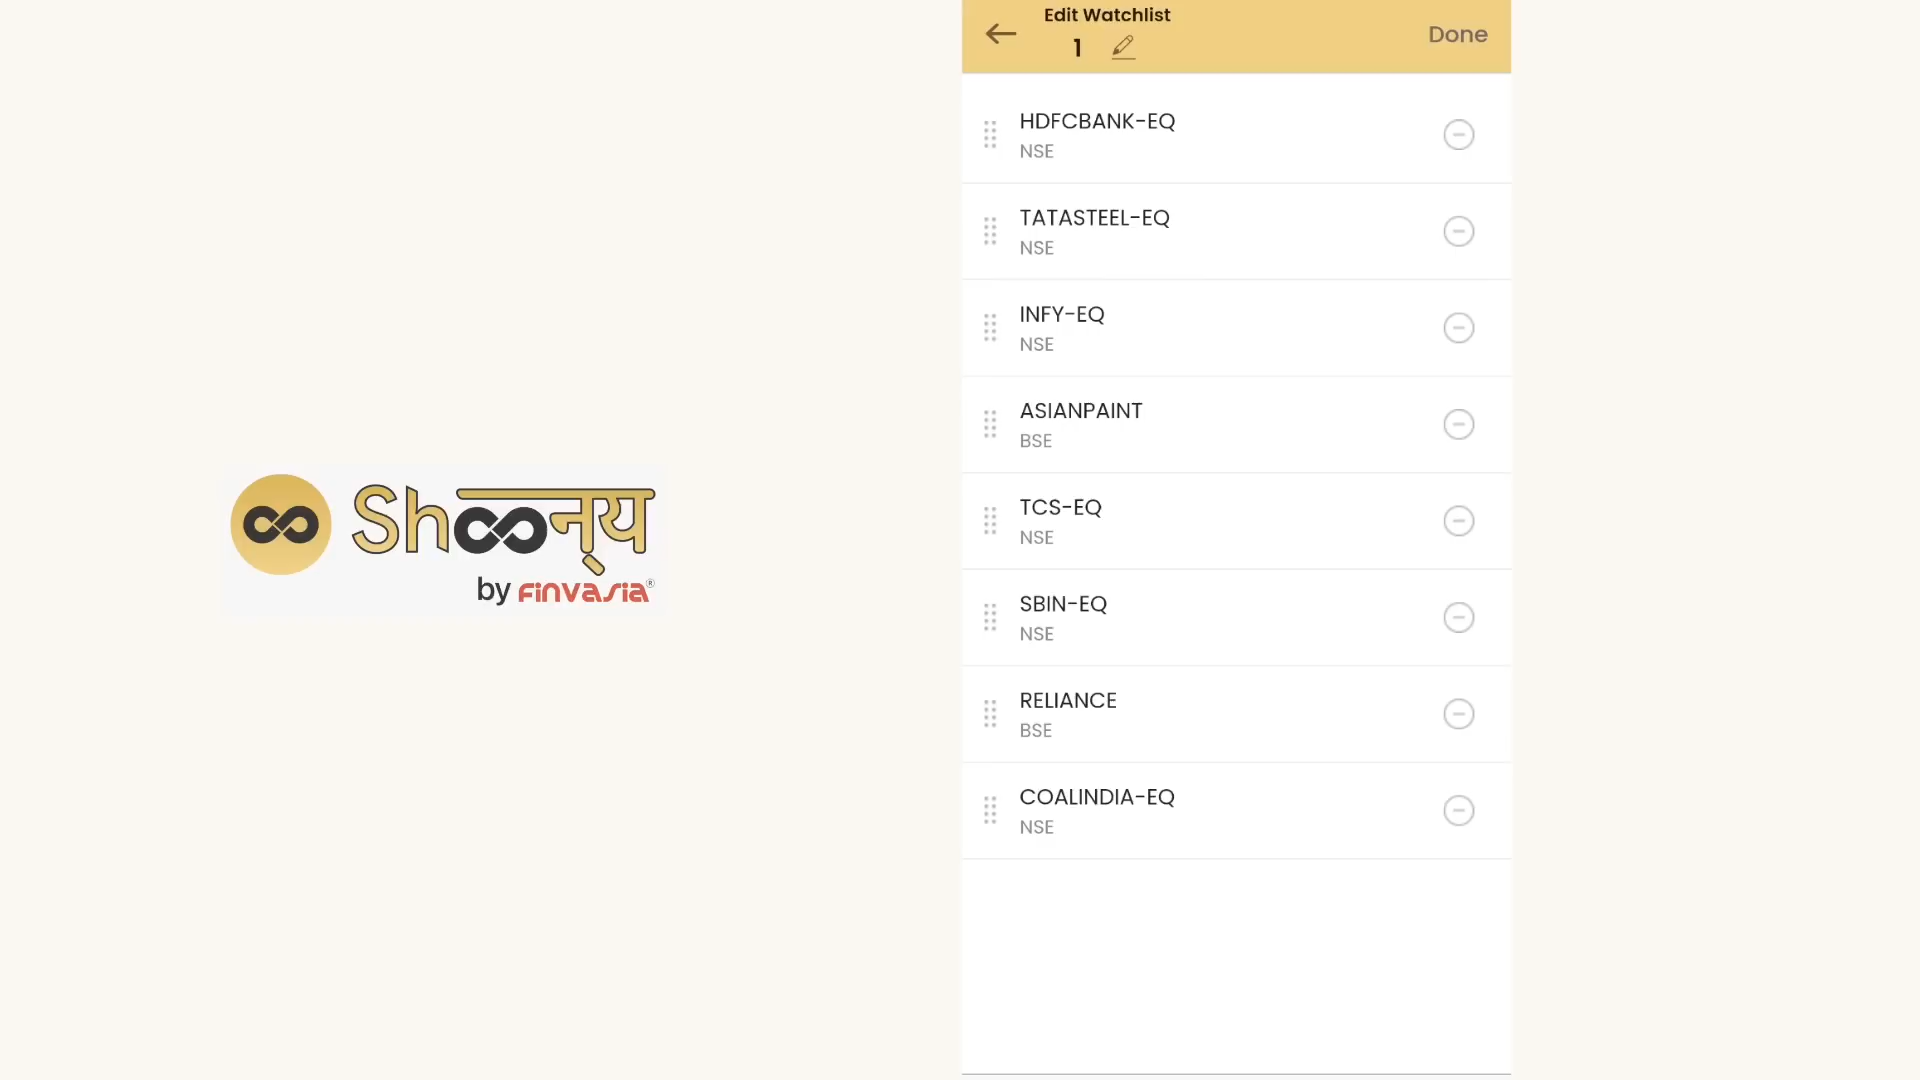 Shoonन्य
by FINVASIA®
Edit Watchlist
1
Done
HDFCBANK-EQ
NSE
TATASTEEL-EQ
NSE
INFY-EQ
NSE
ASIANPAINT
BSE
TCS-EQ
NSE
SBIN-EQ
NSE
RELIANCE
BSE
COALINDIA-EQ
NSE